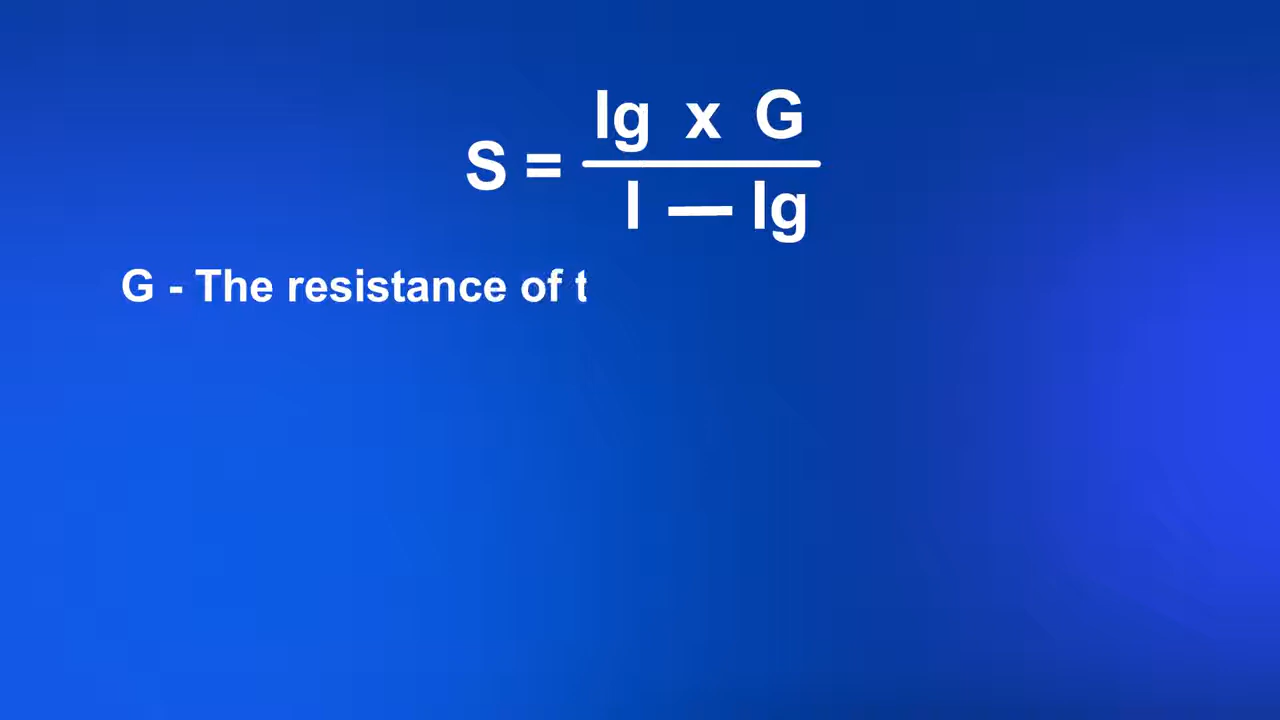 S = Ig x G
I — Ig
G - The resistance of t